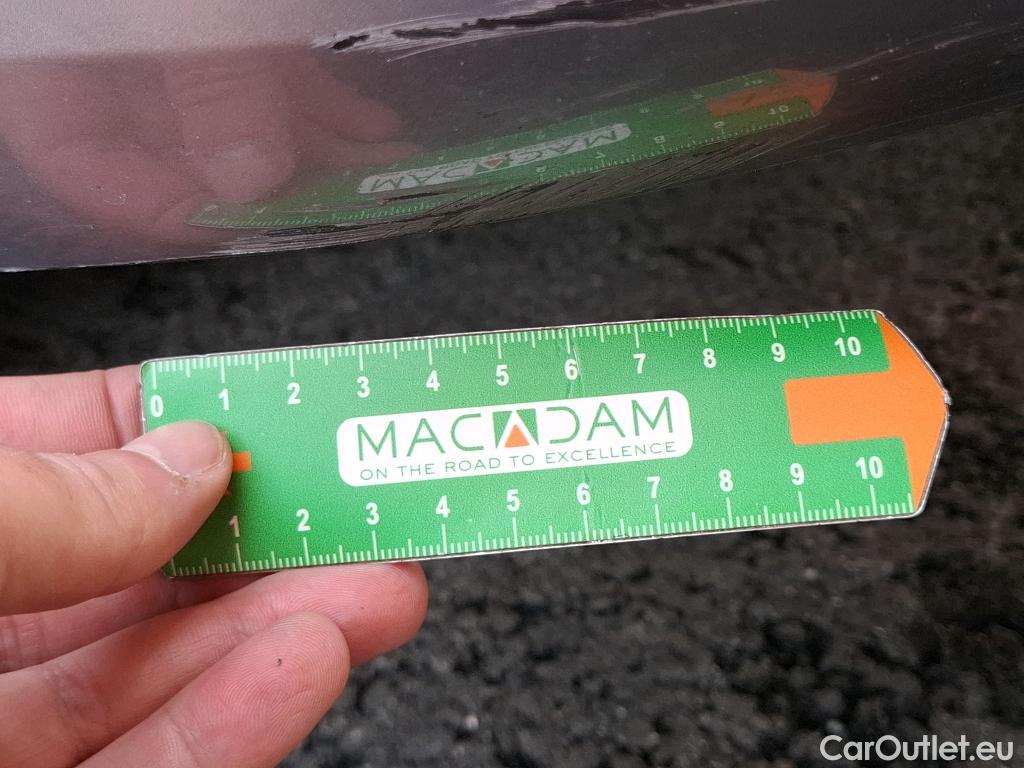 0 1 2 3 4 5 6 7 8 9 10
MACADAM
ON THE ROAD TO EXCELLENCE
1 2 3 4 5 6 7 8 9 10
CarOutlet.eu